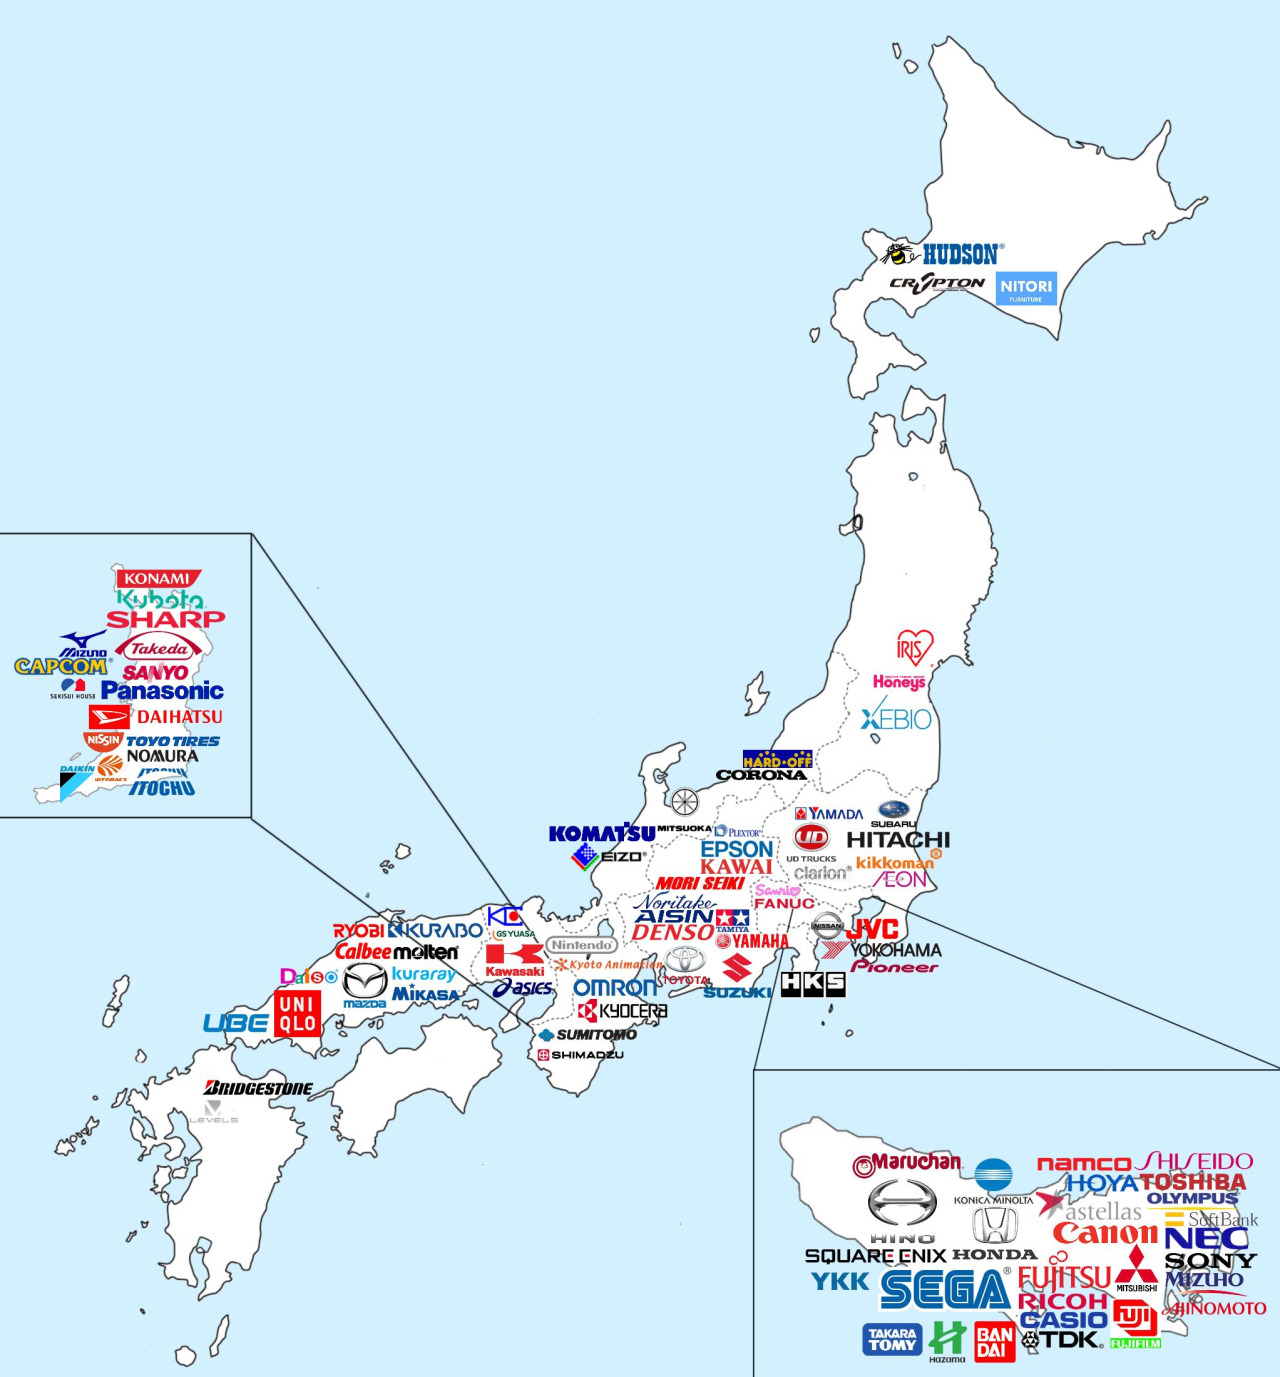 HUDSON®
CRYPTON
NITORI
FURNITURE
IRIS
Honeys
XEBIO
HARD·OFF
CORONA
MITSUOKA
KOMATSU
EIZO®
PLEXTOR
EPSON
KAWAI
MORI SEIKI
YAMADA
SUBARU
UD
UD TRUCKS
HITACHI
kikkoman
clarion®
ÆON
Sanrio
FANUC
Noritake
AISIN
TAMIYA
DENSO
YAMAHA
TOYOTA
SUZUKI
NISSAN
JVC
YOKOHAMA
Pioneer
HKS
KONAMI
Kubota
SHARP
MIZUNO
Takeda
CAPCOM®
SANYO
SEKISUI HOUSE
Panasonic
DAIHATSU
NISSIN
TOYO TIRES
NOMURA
DAIKIN
AUTOBACS
ITOCHU
ITOCHU
KIC
GS YUASA
RYOBI
KURABO
Calbee
molten®
Kawasaki
asics
Nintendo
Kyoto Animation
OMRON
KYOCERA
SUMITOMO
SHIMADZU
Daiso
mazda
kuraray
MIKASA
UBE
UNI
QLO
BRIDGESTONE
LEVEL5
Maruchan
HINO
KONICA MINOLTA
HONDA
namco
SHISEIDO
HOYA
TOSHIBA
OLYMPUS
astellas
SoftBank
Canon
NEC
SQUARE ENIX
SONY
YKK
SEGA®
FUJITSU
MITSUBISHI
MIZUHO
RICOH
AJINOMOTO
CASIO
FUJI
FUJIFILM
TAKARA
TOMY
HAZAMA
BAN
DAI
TDK®